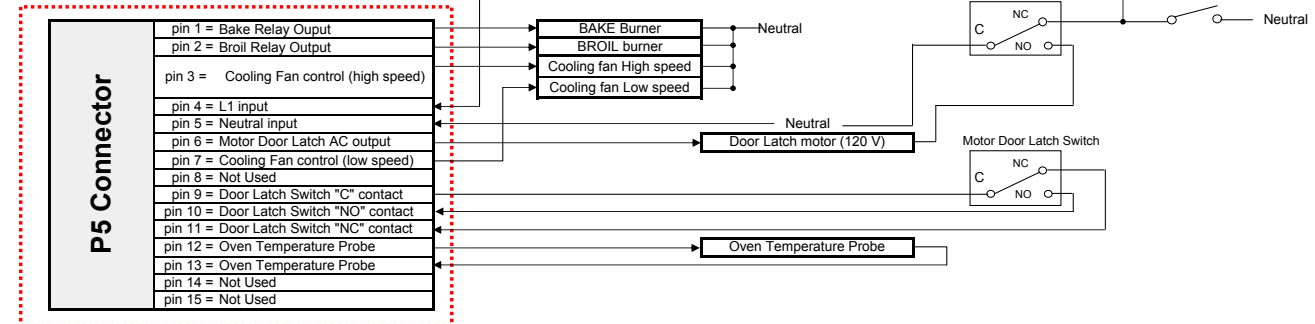 P5 Connector
pin 1 = Bake Relay Ouput
pin 2 = Broil Relay Output
pin 3 = Cooling Fan control (high speed)
pin 4 = L1 input
pin 5 = Neutral input
pin 6 = Motor Door Latch AC output
pin 7 = Cooling Fan control (low speed)
pin 8 = Not Used
pin 9 = Door Latch Switch "C" contact
pin 10 = Door Latch Switch "NO" contact
pin 11 = Door Latch Switch "NC" contact
pin 12 = Oven Temperature Probe
pin 13 = Oven Temperature Probe
pin 14 = Not Used
pin 15 = Not Used
BAKE Burner
BROIL burner
Cooling fan High speed
Cooling fan Low speed
Neutral
Neutral
Door Latch motor (120 V)
Oven Temperature Probe
NC
C
NO
Neutral
Motor Door Latch Switch
NC
C
NO